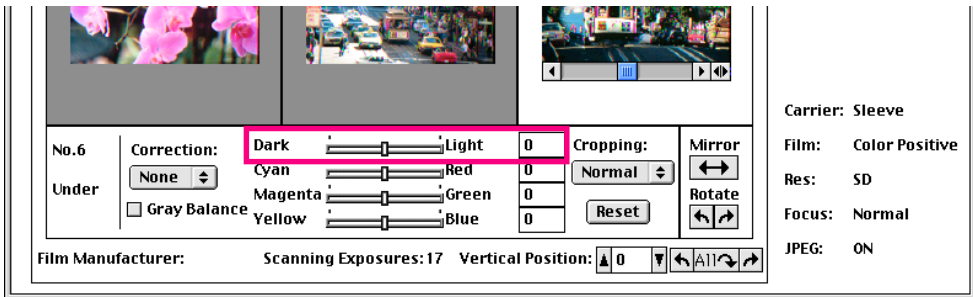 No.6
Under
Correction:
None
Gray Balance
Dark Light 0
Cyan Red 0
Magenta Green 0
Yellow Blue 0
Cropping:
Normal
Reset
Mirror
Rotate
Film Manufacturer: Scanning Exposures:17 Vertical Position: 0 All
Carrier: Sleeve
Film: Color Positive
Res: SD
Focus: Normal
JPEG: ON